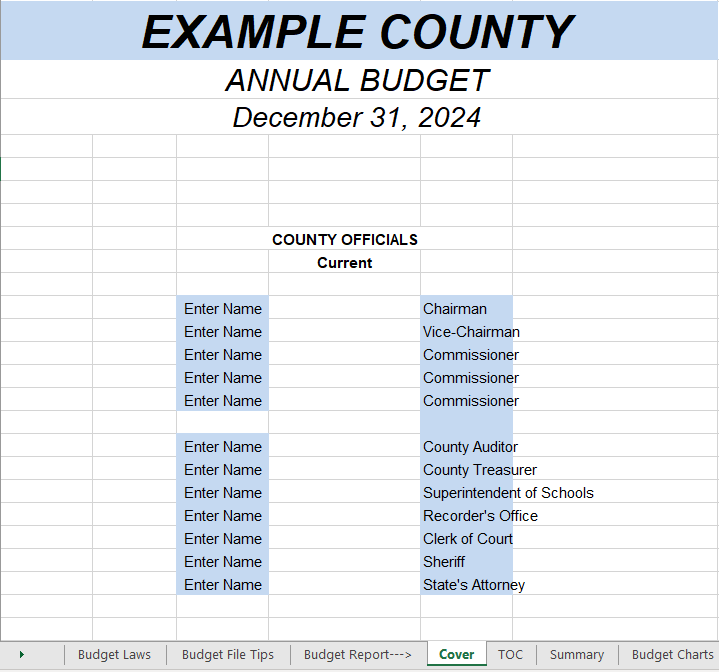 EXAMPLE COUNTY
ANNUAL BUDGET
December 31, 2024
COUNTY OFFICIALS
Current
Enter Name Chairman
Enter Name Vice-Chairman
Enter Name Commissioner
Enter Name Commissioner
Enter Name Commissioner
Enter Name County Auditor
Enter Name County Treasurer
Enter Name Superintendent of Schools
Enter Name Recorder's Office
Enter Name Clerk of Court
Enter Name Sheriff
Enter Name State's Attorney
Budget Laws Budget File Tips Budget Report---> Cover TOC Summary Budget Charts